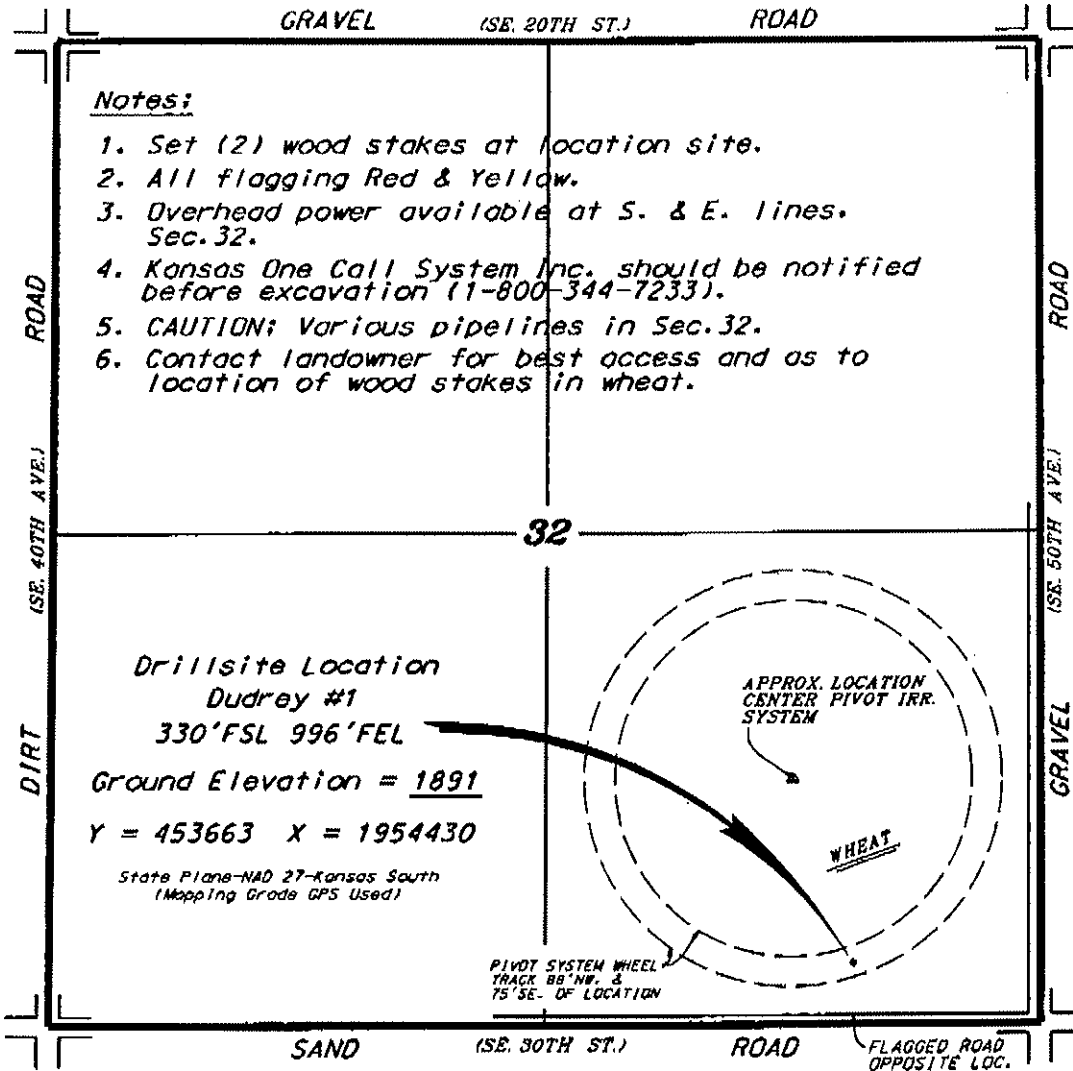 GRAVEL (SE. 20TH ST.) ROAD
Notes:
1. Set (2) wood stakes at location site.
2. All flagging Red & Yellow.
3. Overhead power available at S. & E. lines.
Sec.32.
4. Kansas One Call System Inc. should be notified
before excavation (1-800-344-7233).
5. CAUTION: Various pipelines in Sec.32.
6. Contact landowner for best access and as to
location of wood stakes in wheat.
ROAD
(SE. 40TH AVE.)
DIRT
ROAD
(SE. 50TH AVE.)
GRAVEL
32
Drillsite Location
Dudrey #1
330'FSL 996'FEL
Ground Elevation = 1891
Y = 453663 X = 1954430
State Plane-NAD 27-Kansas South
(Mapping Grade GPS Used)
APPROX. LOCATION
CENTER PIVOT IRR.
SYSTEM
WHEAT
PIVOT SYSTEM WHEEL
TRACK 88'NW. &
75'SE. OF LOCATION
SAND (SE. 30TH ST.) ROAD
FLAGGED ROAD
OPPOSITE LOC.